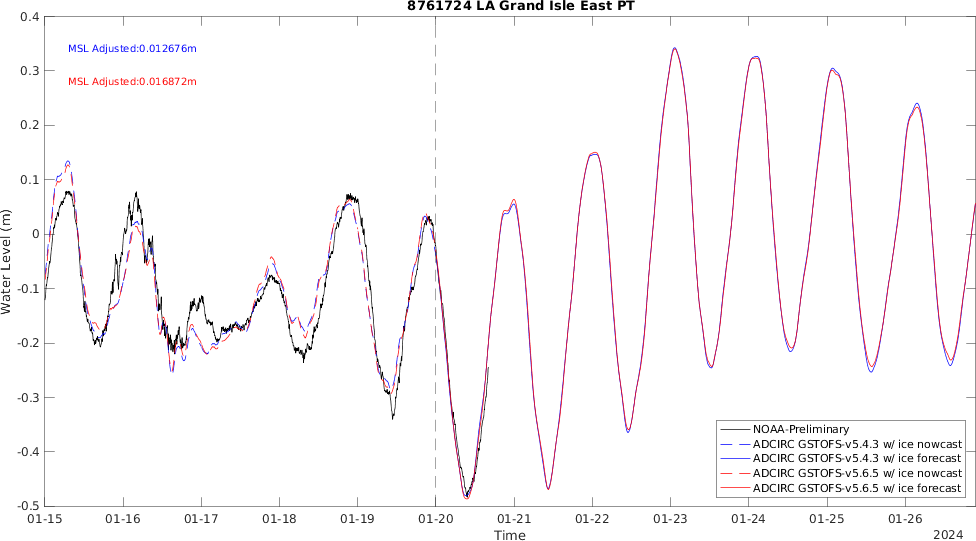 8761724 LA Grand Isle East PT
MSL Adjusted:0.012676m
MSL Adjusted:0.016872m
Water Level (m)
0.4
0.3
0.2
0.1
0
-0.1
-0.2
-0.3
-0.4
-0.5
NOAA-Preliminary
ADCIRC GSTOFS-v5.4.3 w/ ice nowcast
ADCIRC GSTOFS-v5.4.3 w/ ice forecast
ADCIRC GSTOFS-v5.6.5 w/ ice nowcast
ADCIRC GSTOFS-v5.6.5 w/ ice forecast
01-15 01-16 01-17 01-18 01-19 01-20 01-21 01-22 01-23 01-24 01-25 01-26
Time
2024